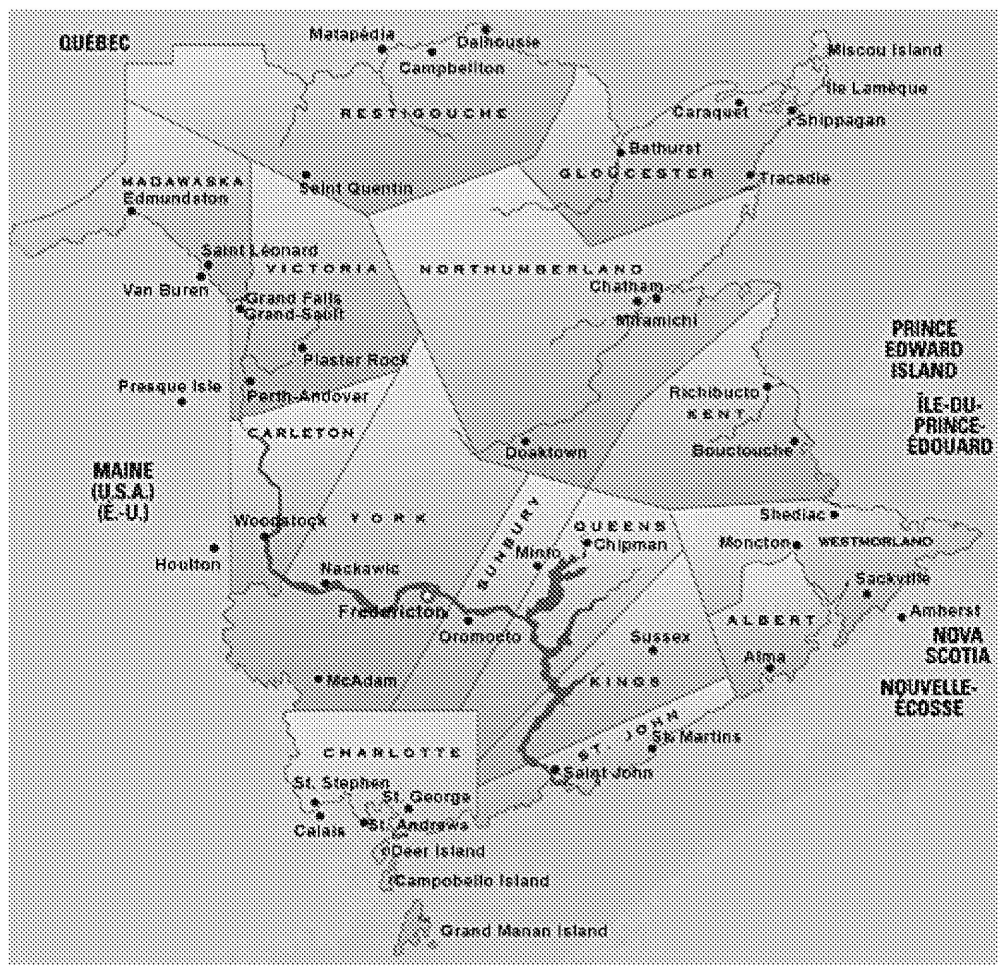 QUÉBEC
Matapédia
Dalhousie
Campbellton
Miscou Island
Île Lamèque
RESTIGOUCHE
Caraquet
Shippagan
Bathurst
GLOUCESTER
Tracadie
MADAWASKA
Edmundston
Saint Quentin
Saint Léonard
VICTORIA
NORTHUMBERLAND
Van Buren
Grand Falls
Grand-Sault
Chatham
Miramichi
PRINCE
EDWARD
ISLAND
Plaster Rock
Presque Isle
Perth-Andover
Richibucto
KENT
ÎLE-DU-
PRINCE-
ÉDOUARD
CARLETON
Doaktown
Bouctouche
MAINE
(U.S.A.)
(É.-U.)
Woodstock
YORK
SUNBURY
QUEENS
Shediac
Chipman
Moncton
WESTMORLAND
Minto
Houlton
Nackawic
Sackville
Fredericton
Oromocto
ALBERT
Amherst
Sussex
NOVA
SCOTIA
Alma
McAdam
KINGS
NOUVELLE-
ÉCOSSE
CHARLOTTE
ST. JOHN
St. Martins
Saint John
St. Stephen
St. George
Calais
St. Andrews
Deer Island
Campobello Island
Grand Manan Island